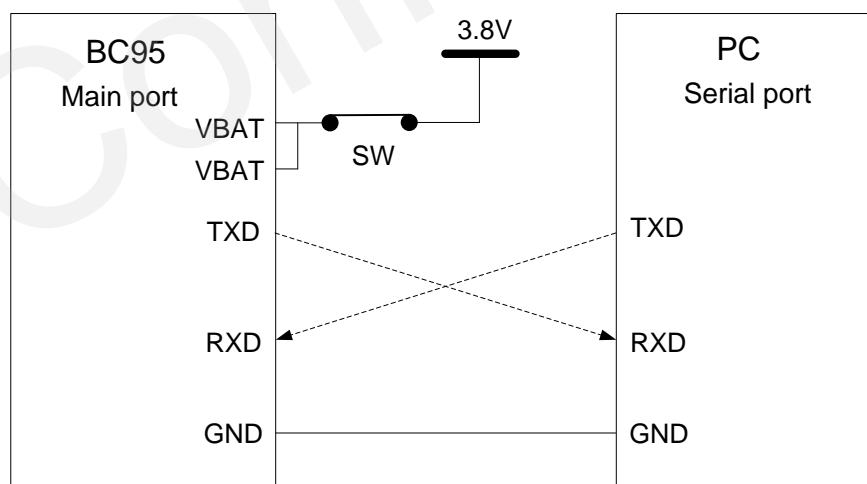 BC95
Main port
VBAT
VBAT
TXD
RXD
GND
3.8V
SW
PC
Serial port
TXD
RXD
GND